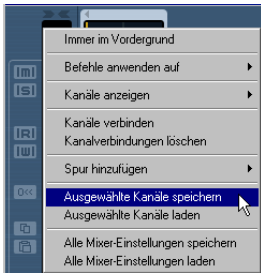 Immer im Vordergrund
Befehle anwenden auf
Kanäle anzeigen
Kanäle verbinden
Kanalverbindungen löschen
Spur hinzufügen
Ausgewählte Kanäle speichern
Ausgewählte Kanäle laden
Alle Mixer-Einstellungen speichern
Alle Mixer-Einstellungen laden
[M]
[S]
[R]
[W]